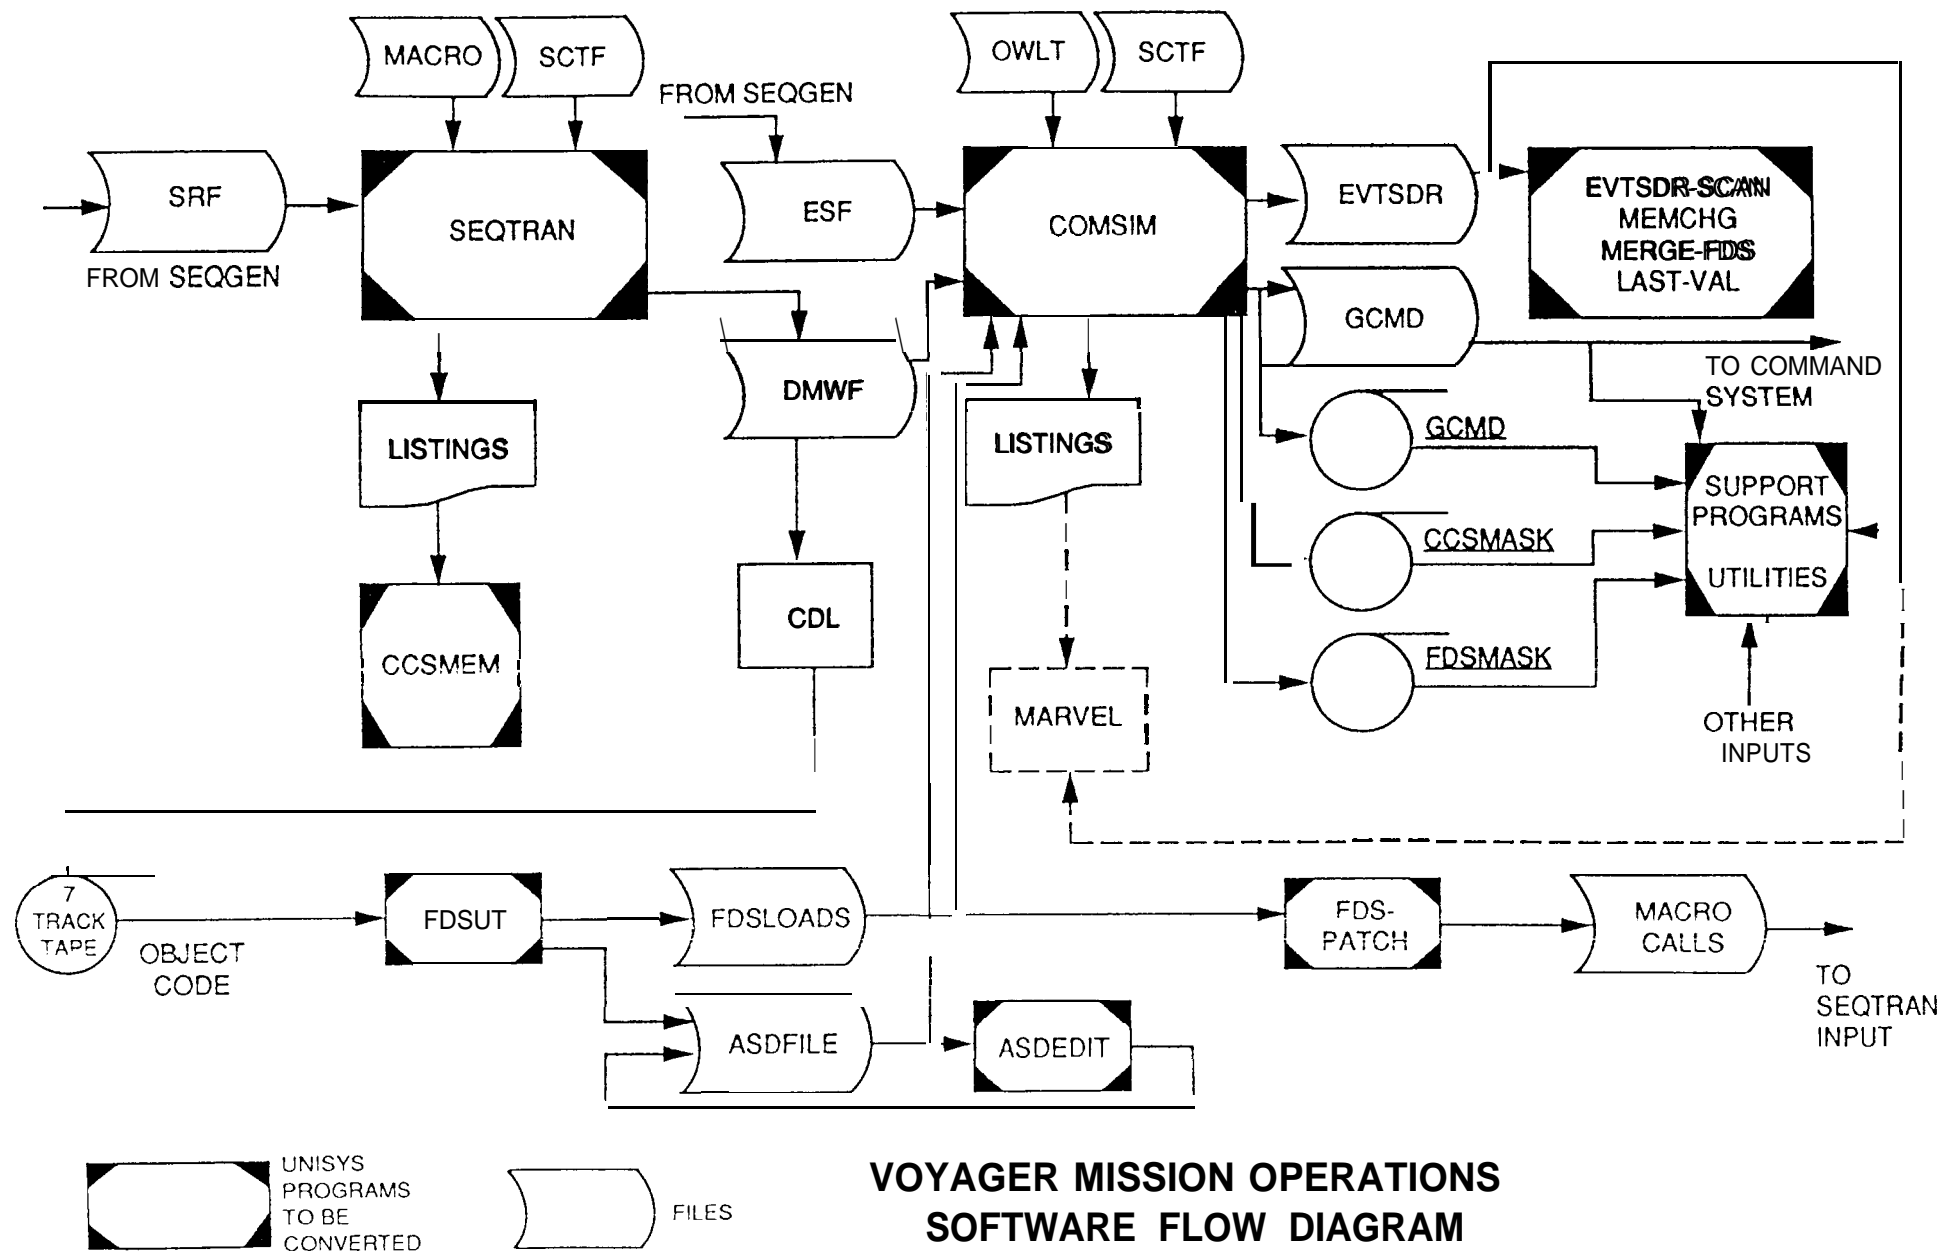 MACRO
SCTF
OWLT
SCTF
FROM SEQGEN
SRF
FROM SEQGEN
SEQTRAN
ESF
COMSIM
EVTSDR
EVTSDR-SCAN
MEMCHG
MERGE-FDS
LAST-VAL
GCMD
TO COMMAND
SYSTEM
DMWF
LISTINGS
LISTINGS
GCMD
SUPPORT
PROGRAMS
UTILITIES
CCSMASK
CDL
CCSMEM
FDSMASK
MARVEL
OTHER
INPUTS
7
TRACK
TAPE
OBJECT
CODE
FDSUT
FDSLOADS
FDS-
PATCH
MACRO
CALLS
TO
SEQTRAN
INPUT
ASDFILE
ASDEDIT
UNISYS
PROGRAMS
TO BE
CONVERTED
FILES
VOYAGER MISSION OPERATIONS
SOFTWARE FLOW DIAGRAM